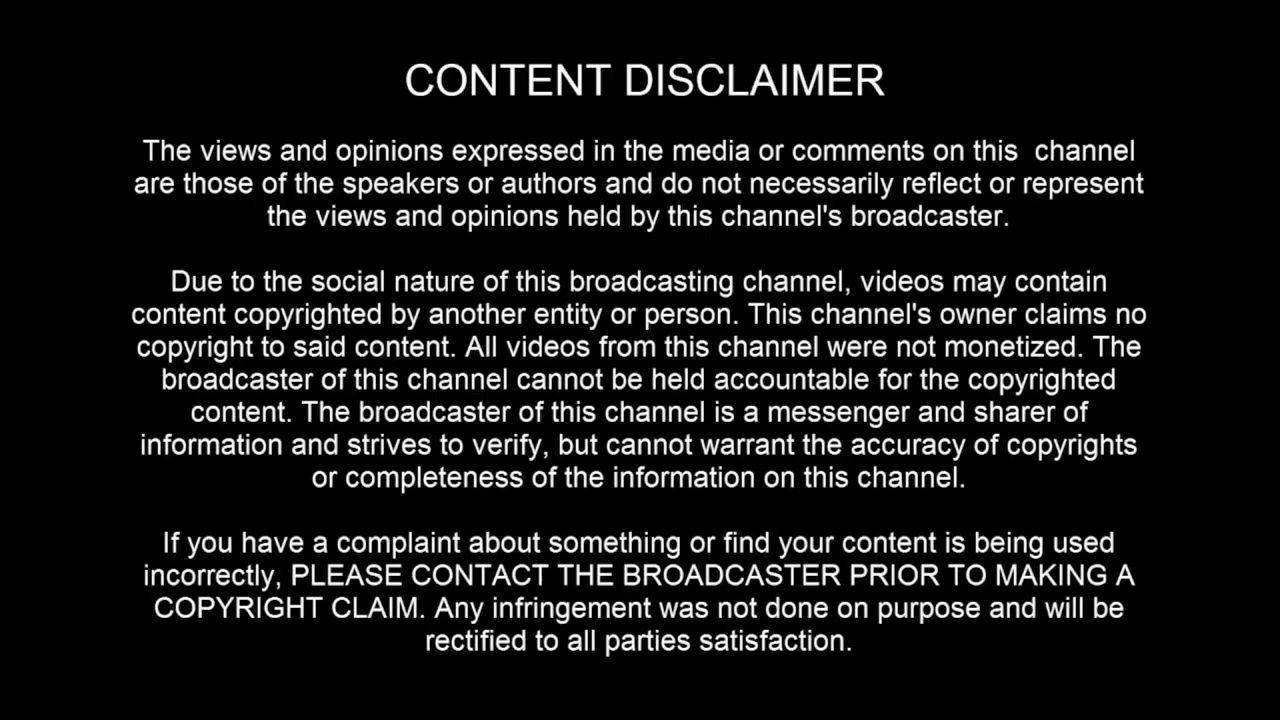 CONTENT DISCLAIMER
The views and opinions expressed in the media or comments on this  channel
are those of the speakers or authors and do not necessarily reflect or represent
the views and opinions held by this channel's broadcaster.
Due to the social nature of this broadcasting channel, videos may contain
content copyrighted by another entity or person. This channel's owner claims no
copyright to said content. All videos from this channel were not monetized. The
broadcaster of this channel cannot be held accountable for the copyrighted
content. The broadcaster of this channel is a messenger and sharer of
information and strives to verify, but cannot warrant the accuracy of copyrights
or completeness of the information on this channel.
If you have a complaint about something or find your content is being used
incorrectly, PLEASE CONTACT THE BROADCASTER PRIOR TO MAKING A
COPYRIGHT CLAIM. Any infringement was not done on purpose and will be
rectified to all parties satisfaction.